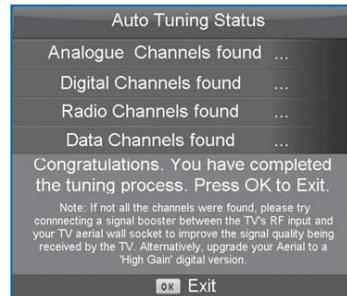 Auto Tuning Status
Analogue Channels found ...
Digital Channels found ...
Radio Channels found ...
Data Channels found ...
Congratulations. You have completed
the tuning process. Press OK to Exit.
Note: If not all the channels were found, please try
connnecting a signal booster between the TV's RF input and
your TV aerial wall socket to improve the signal quality being
received by the TV. Alternatively, upgrade your Aerial to a
'High Gain' digital version.
OK Exit